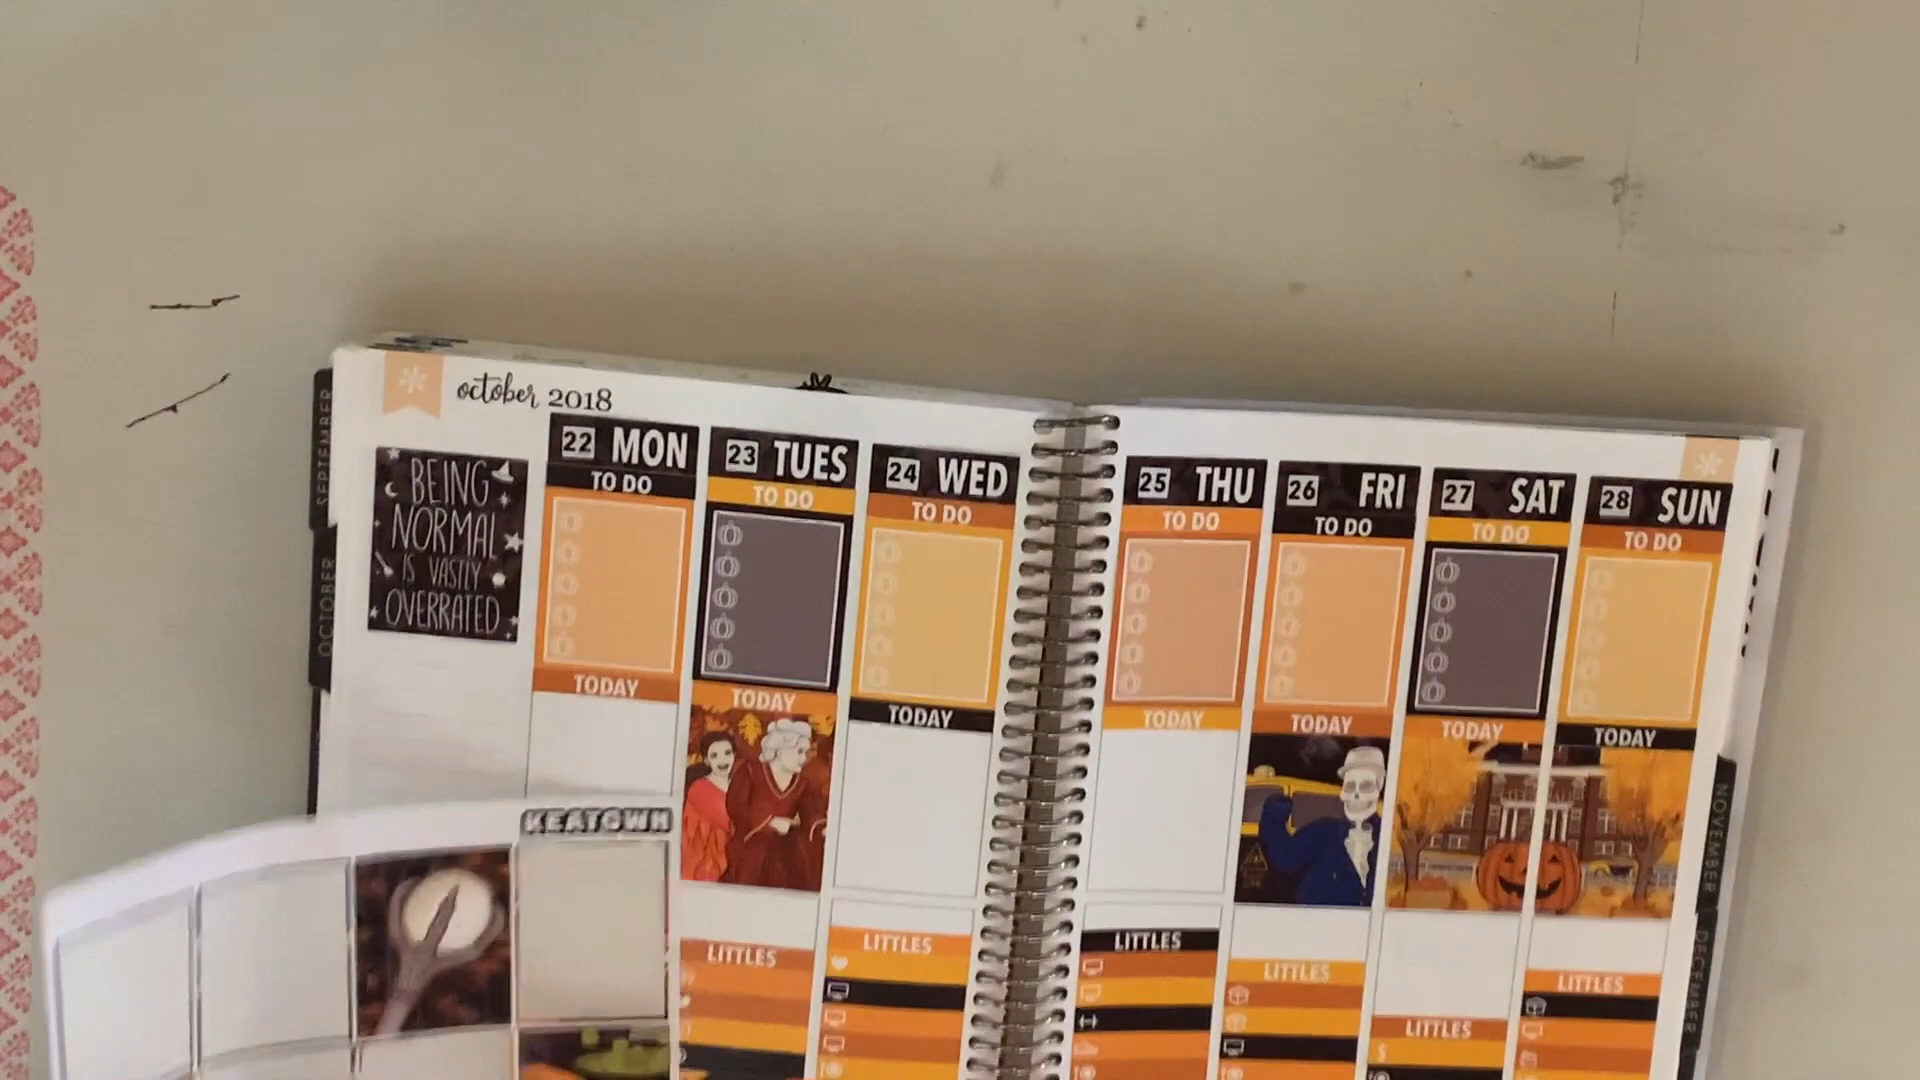 october 2018
BEING
NORMAL
IS VASTLY
OVERRATED
22 MON
TO DO
TODAY
23 TUES
TO DO
TODAY
LITTLES
24 WED
TO DO
TODAY
LITTLES
25 THU
TO DO
TODAY
LITTLES
26 FRI
TO DO
TODAY
LITTLES
27 SAT
TO DO
TODAY
LITTLES
28 SUN
TO DO
TODAY
LITTLES
SEPTEMBER
OCTOBER
NOVEMBER
DECEMBER
KEATOWN